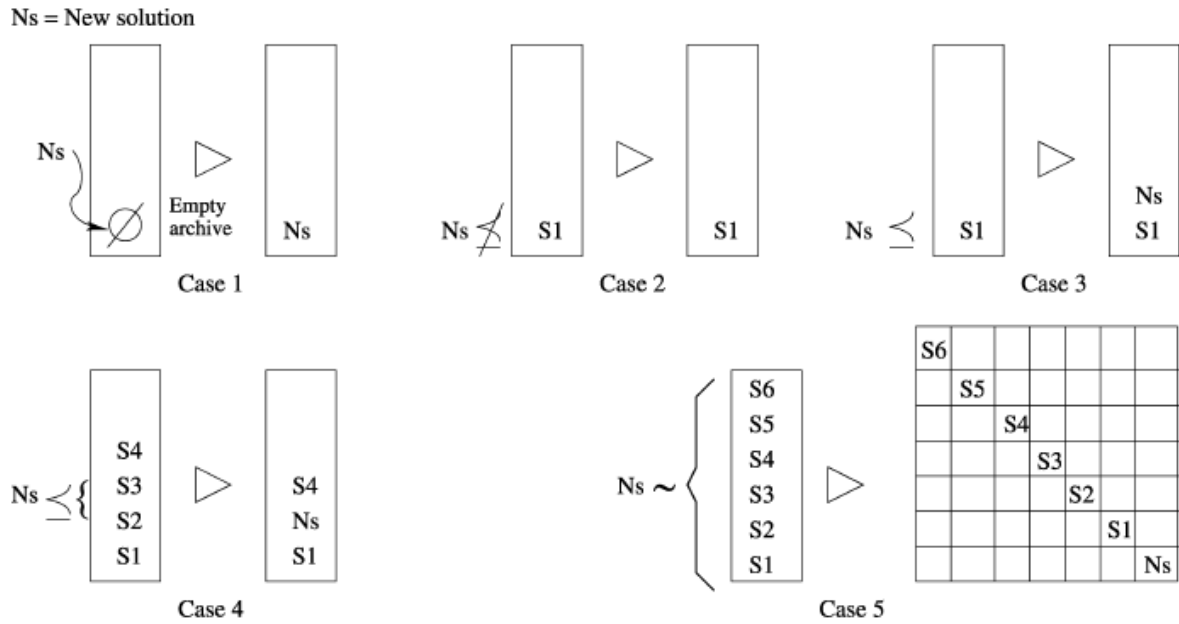 Ns = New solution
Ns
Empty
archive
Ns
Case 1
Ns ⋠ S1
S1
Case 2
Ns ⪯ S1
Ns
S1
Case 3
Ns ⪯ {
S4
S3
S2
S1
S4
Ns
S1
Case 4
Ns ~ {
S6
S5
S4
S3
S2
S1
S6
S5
S4
S3
S2
S1
Ns
Case 5